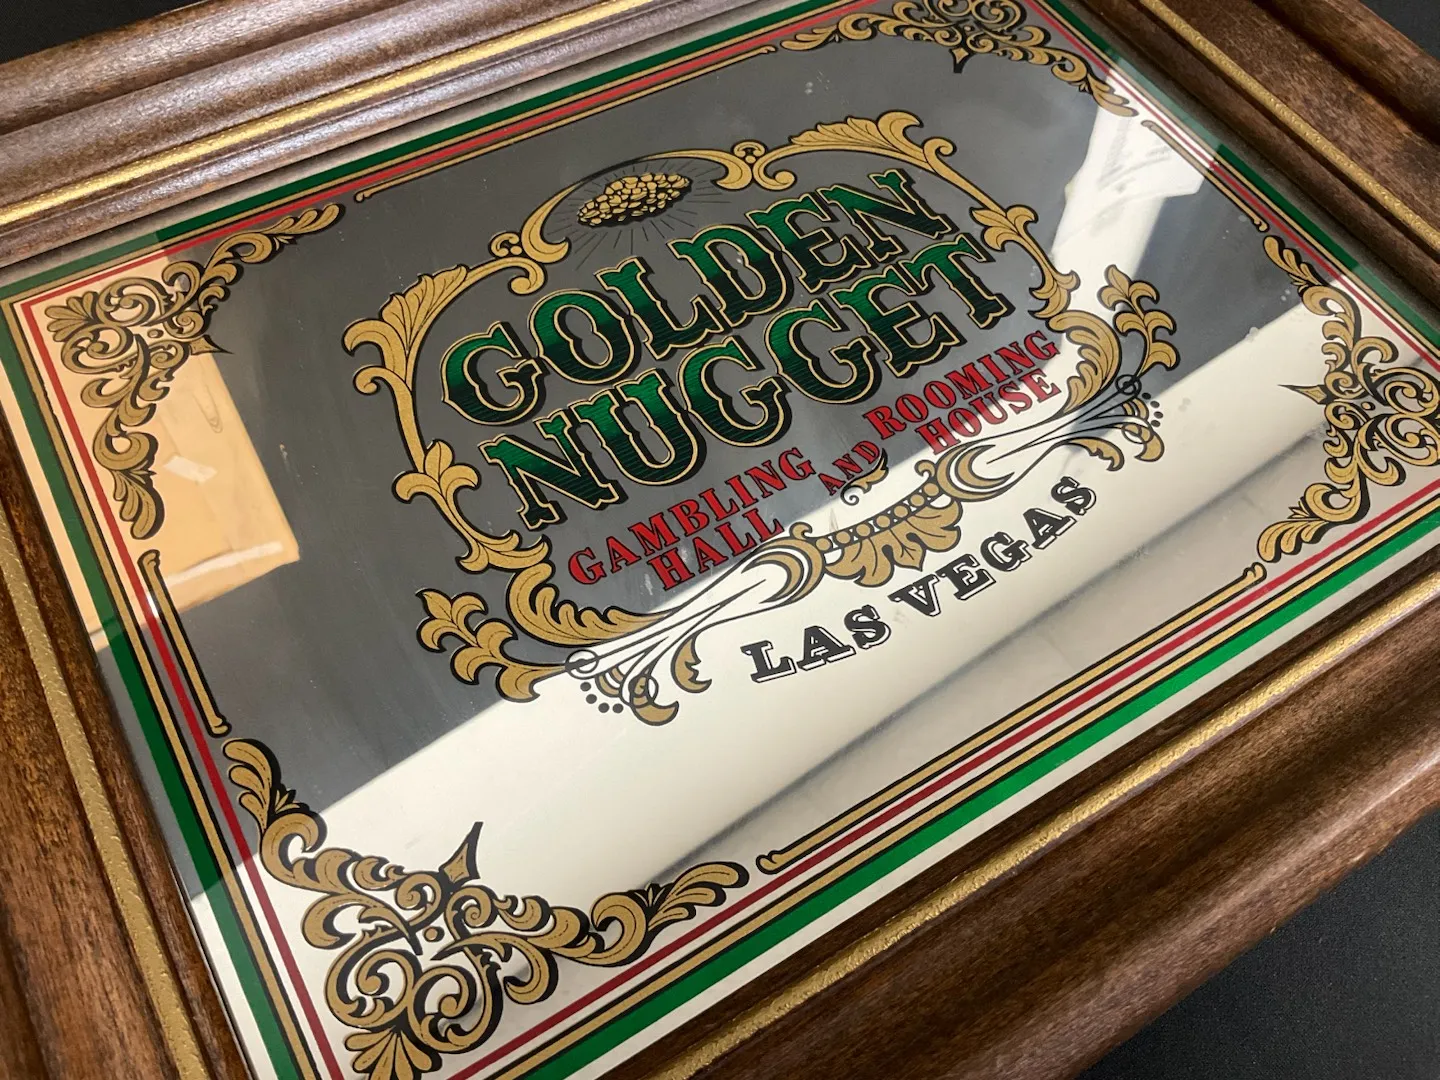 GOLDEN
NUGGET
GAMBLING HALL AND ROOMING HOUSE
LAS VEGAS